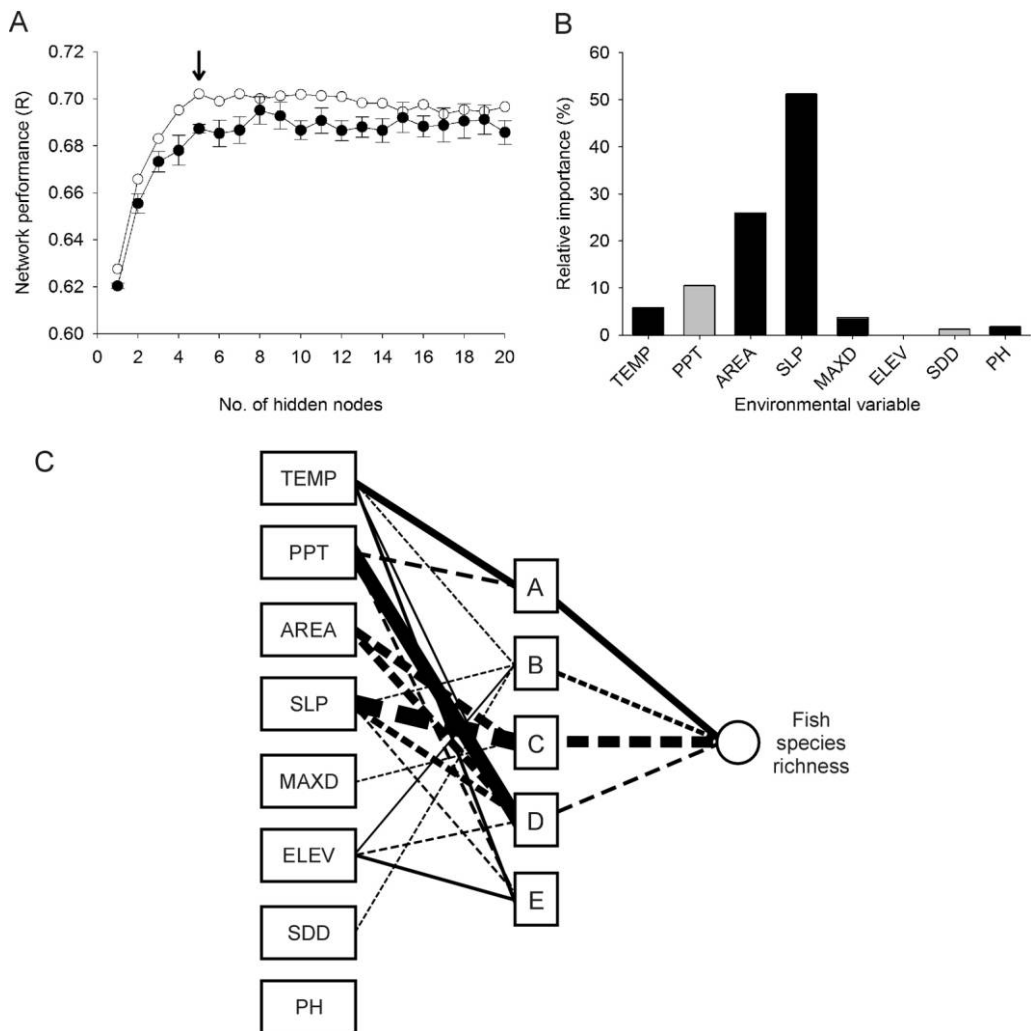 A
Network performance (R)
0.72
0.70
0.68
0.66
0.64
0.62
0.60
0 2 4 6 8 10 12 14 16 18 20
No. of hidden nodes
B
Relative importance (%)
60
50
40
30
20
10
0
TEMP PPT AREA SLP MAXD ELEV SDD PH
Environmental variable
C
TEMP
PPT
AREA
SLP
MAXD
ELEV
SDD
PH
A
B
C
D
E
Fish
species
richness